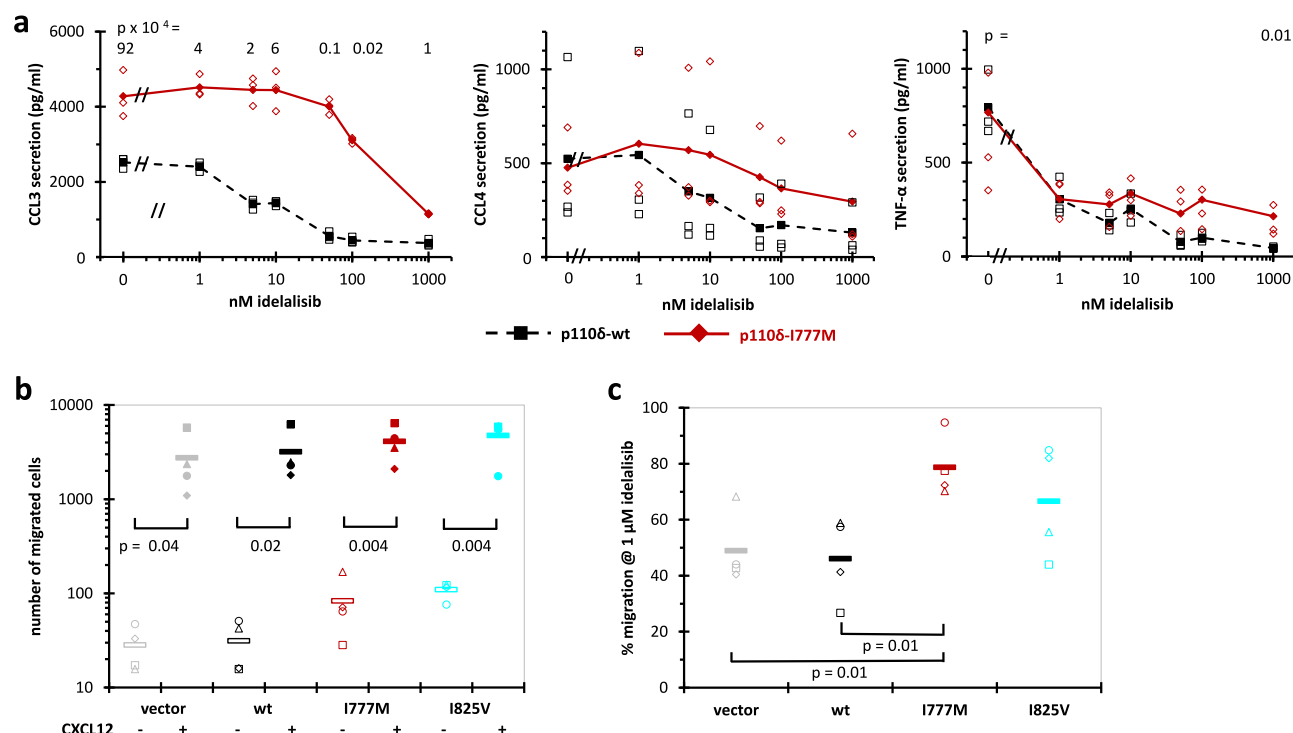 a
p x 10 4 =
92 4 2 6 0.1 0.02 1
CCL3 secretion (pg/ml)
6000
4000
2000
0
0 1 10 100 1000
nM idelalisib
CCL4 secretion (pg/ml)
1000
500
0
0 1 10 100 1000
nM idelalisib
p = 0.01
TNF-α secretion (pg/ml)
1000
500
0
0 1 10 100 1000
nM idelalisib
p110δ-wt p110δ-I777M
b
number of migrated cells
10000
1000
100
10
p = 0.04 0.02 0.004 0.004
vector wt I777M I825V
CXCL12 - + - + - + - +
c
% migration @ 1 µM idelalisib
100
80
60
40
20
0
p = 0.01
p = 0.01
vector wt I777M I825V